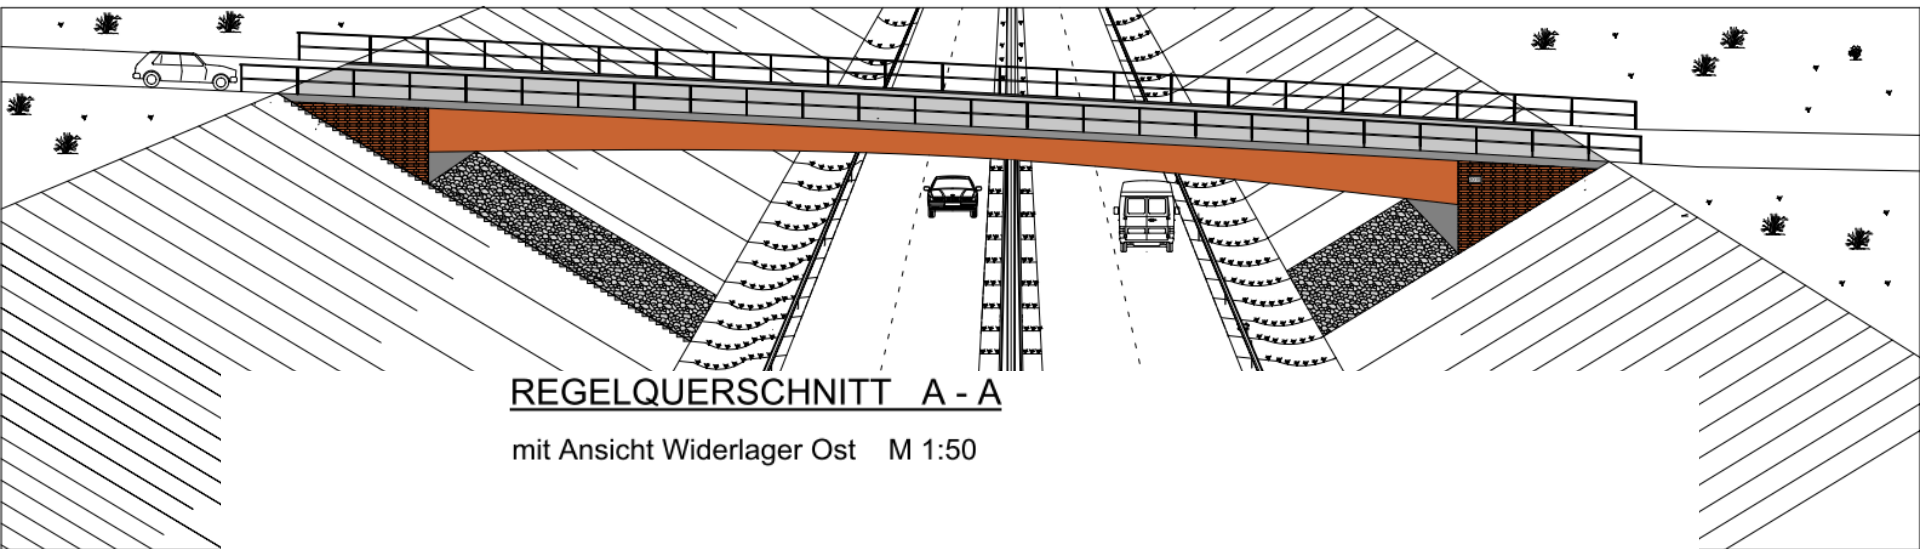 REGELQUERSCHNITT A - A
mit Ansicht Widerlager Ost M 1:50